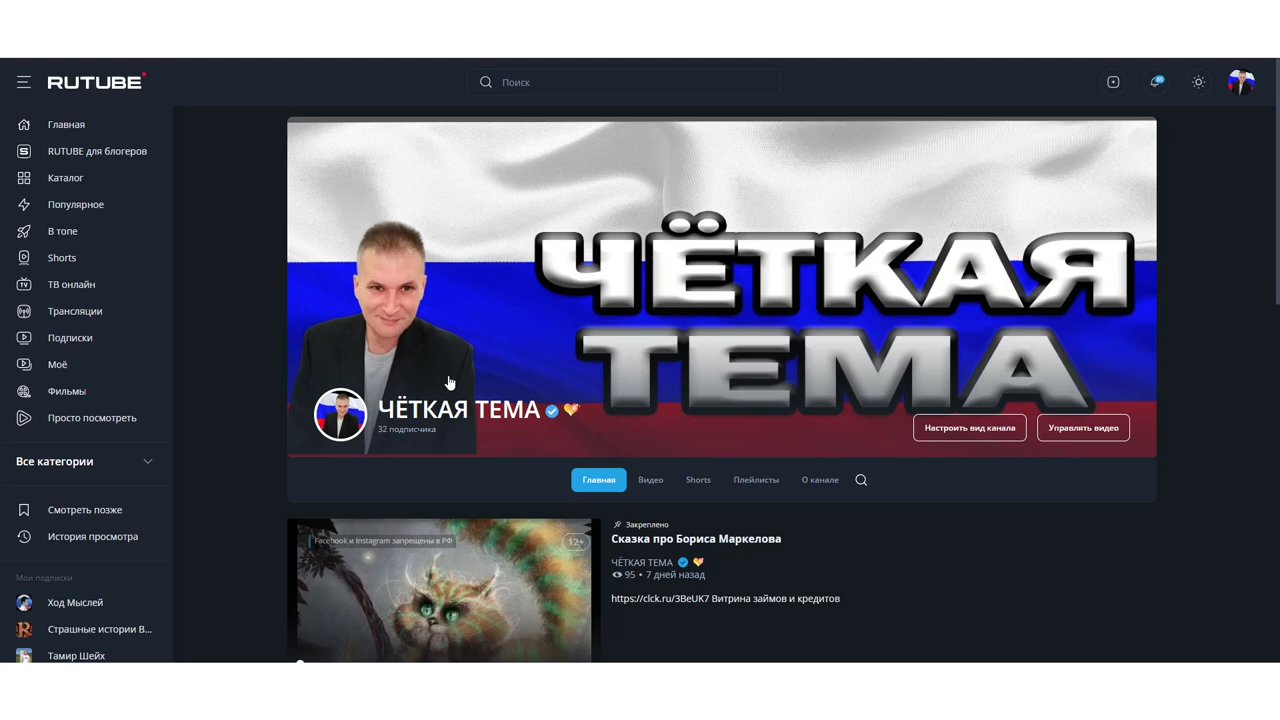 RUTUBE
Поиск
Главная
RUTUBE для блогеров
Каталог
Популярное
В топе
Shorts
ТВ онлайн
Трансляции
Подписки
Моё
Фильмы
Просто посмотреть
Все категории
Смотреть позже
История просмотра
Мои подписки
Ход Мыслей
Страшные истории В...
Тамир Шейх
ЧЁТКАЯ
ТЕМА
ЧЁТКАЯ ТЕМА
32 подписчика
Настроить вид канала
Управлять видео
Главная
Видео
Shorts
Плейлисты
О канале
Facebook и Instagram запрещены в РФ
12+
Закреплено
Сказка про Бориса Маркелова
ЧЁТКАЯ ТЕМА
95 • 7 дней назад
https://clck.ru/3BeUK7 Витрина займов и кредитов